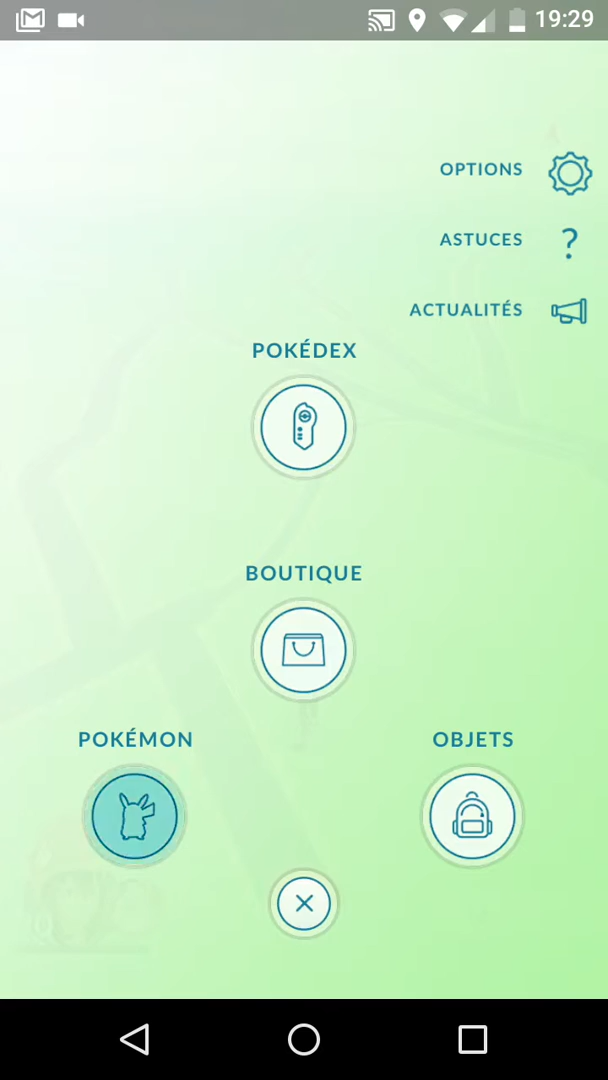 19:29
OPTIONS
ASTUCES
?
ACTUALITÉS
POKÉDEX
BOUTIQUE
POKÉMON
OBJETS